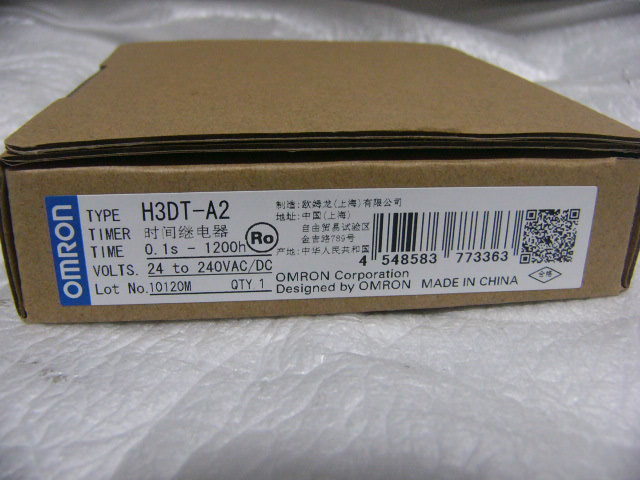 OMRON
TYPE H3DT-A2
TIMER 时间继电器
TIME 0.1s - 1200h
VOLTS. 24 to 240VAC/DC
Lot No. 10120M QTY. 1
Ro
制造:欧姆龙(上海)有限公司
地址:中国(上海)
自由贸易试验区
金吉路789号
产地:中华人民共和国
4 548583 773363
OMRON Corporation
Designed by OMRON MADE IN CHINA
合格